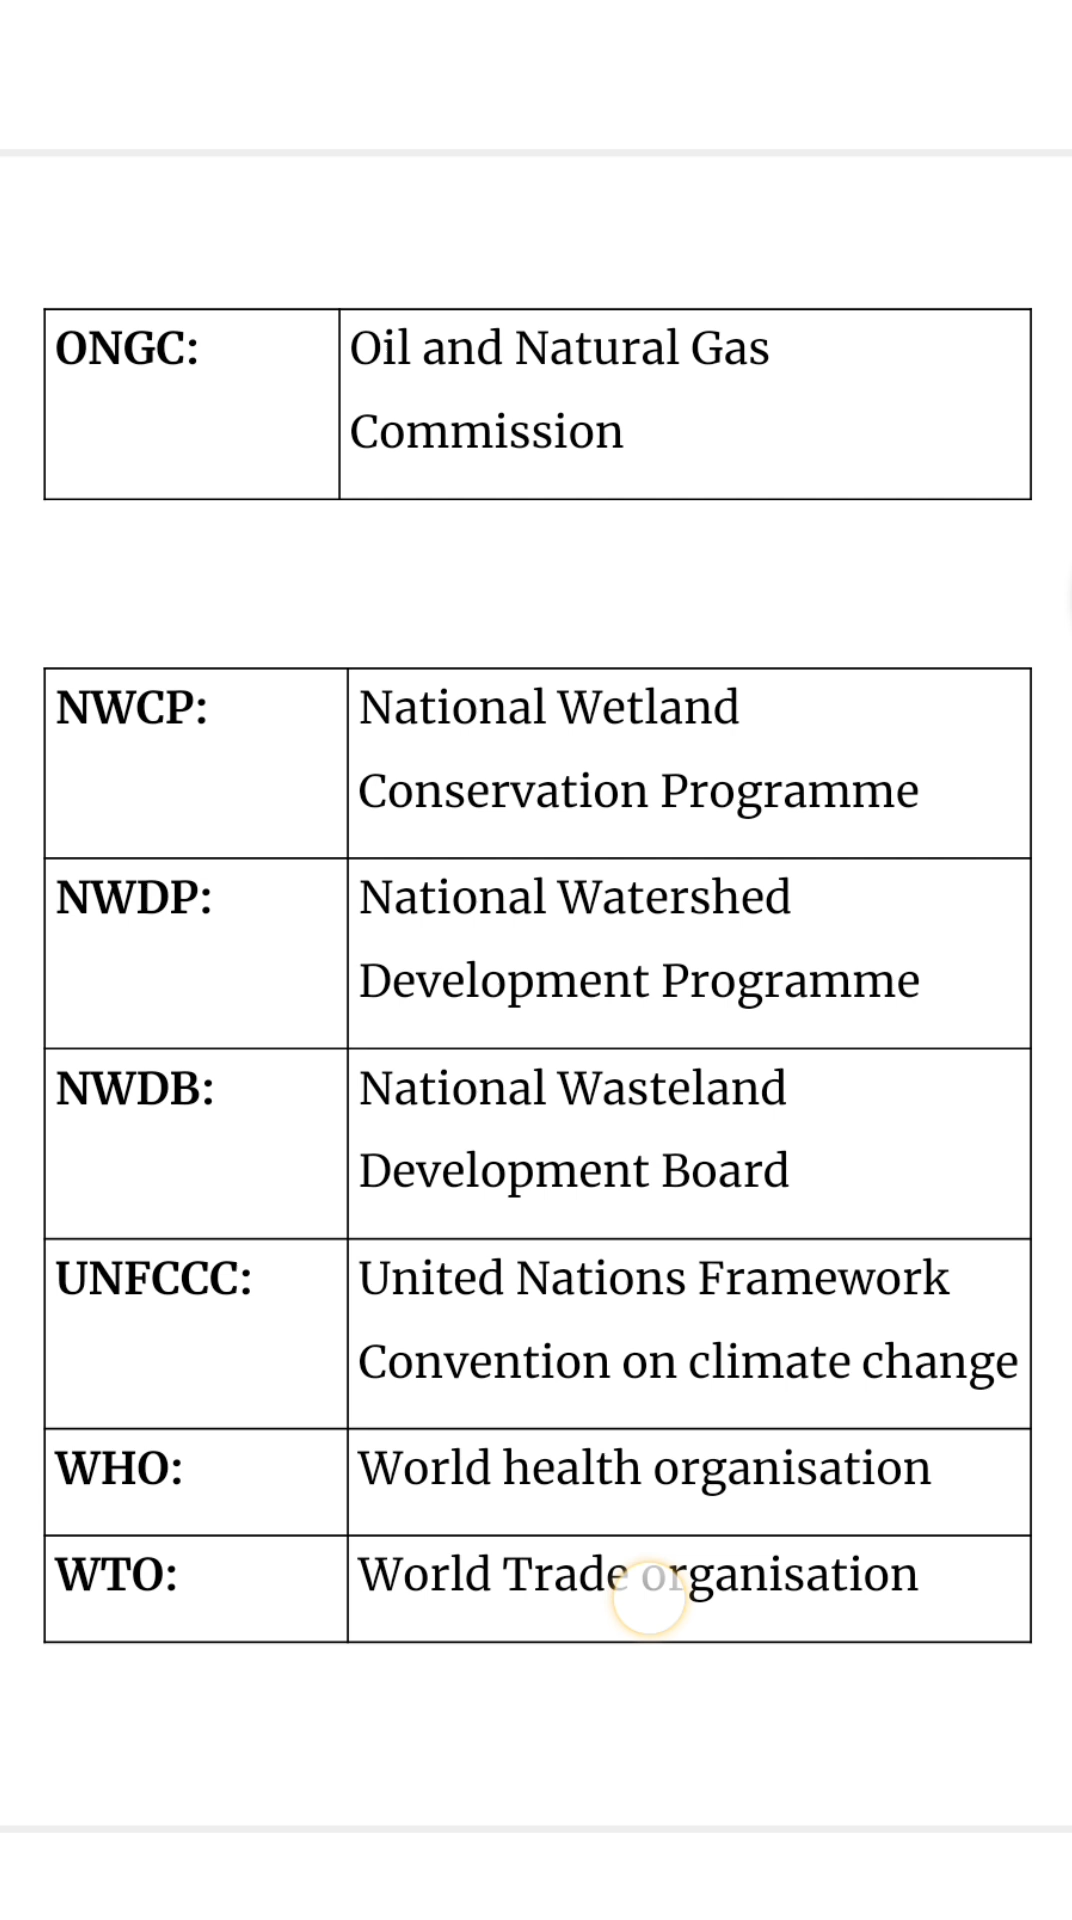 ONGC: Oil and Natural Gas
Commission
NWCP: National Wetland
Conservation Programme
NWDP: National Watershed
Development Programme
NWDB: National Wasteland
Development Board
UNFCCC: United Nations Framework
Convention on climate change
WHO: World health organisation
WTO: World Trade organisation